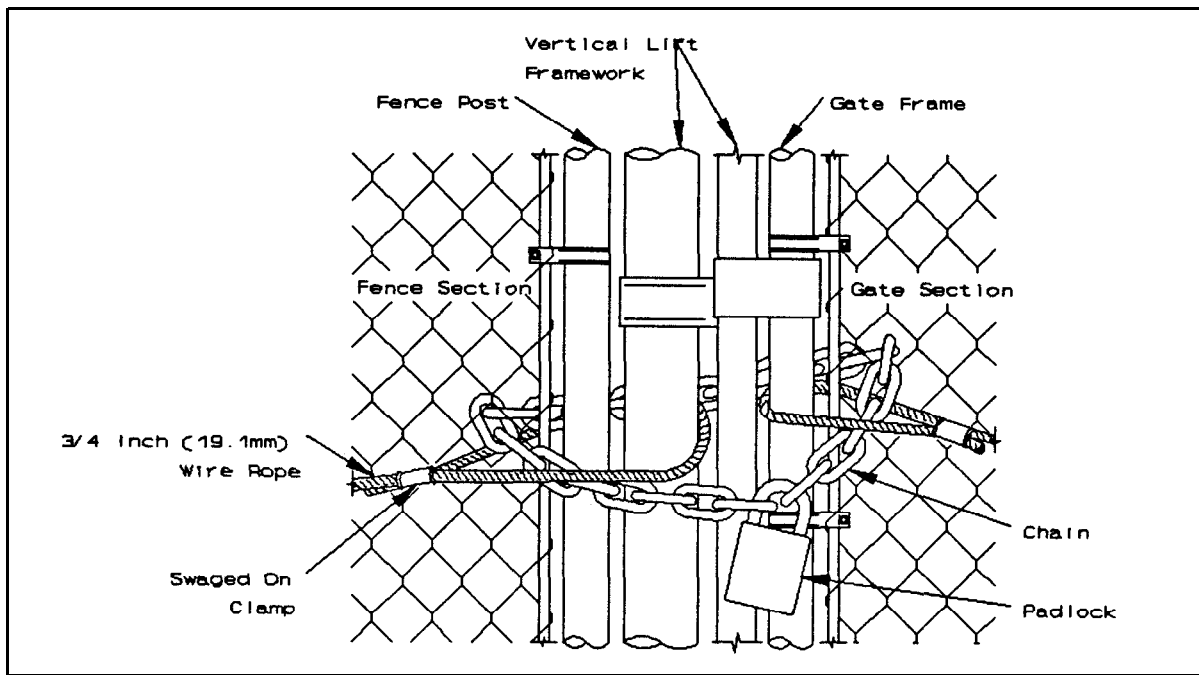 Vertical Lift
Framework
Fence Post
Gate Frame
Fence Section
Gate Section
3/4 Inch (19.1mm)
Wire Rope
Swaged On
Clamp
Chain
Padlock